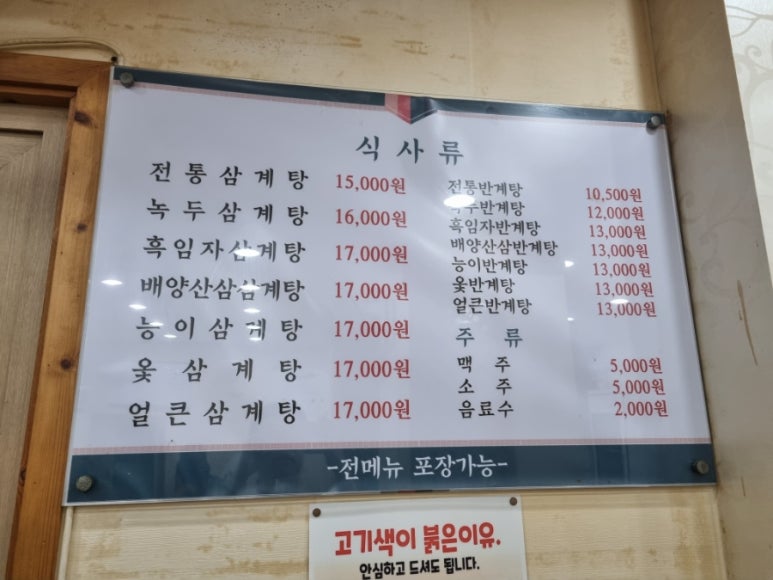 식사류
전통삼계탕 15,000원
녹두삼계탕 16,000원
흑임자삼계탕 17,000원
배양산삼삼계탕 17,000원
능이삼계탕 17,000원
옻삼계탕 17,000원
얼큰삼계탕 17,000원
전통반계탕 10,500원
녹두반계탕 12,000원
흑임자반계탕 13,000원
배양산삼반계탕 13,000원
능이반계탕 13,000원
옻반계탕 13,000원
얼큰반계탕 13,000원
주류
맥주 5,000원
소주 5,000원
음료수 2,000원
-전메뉴 포장가능-
고기색이 붉은이유.
안심하고 드셔도 됩니다.